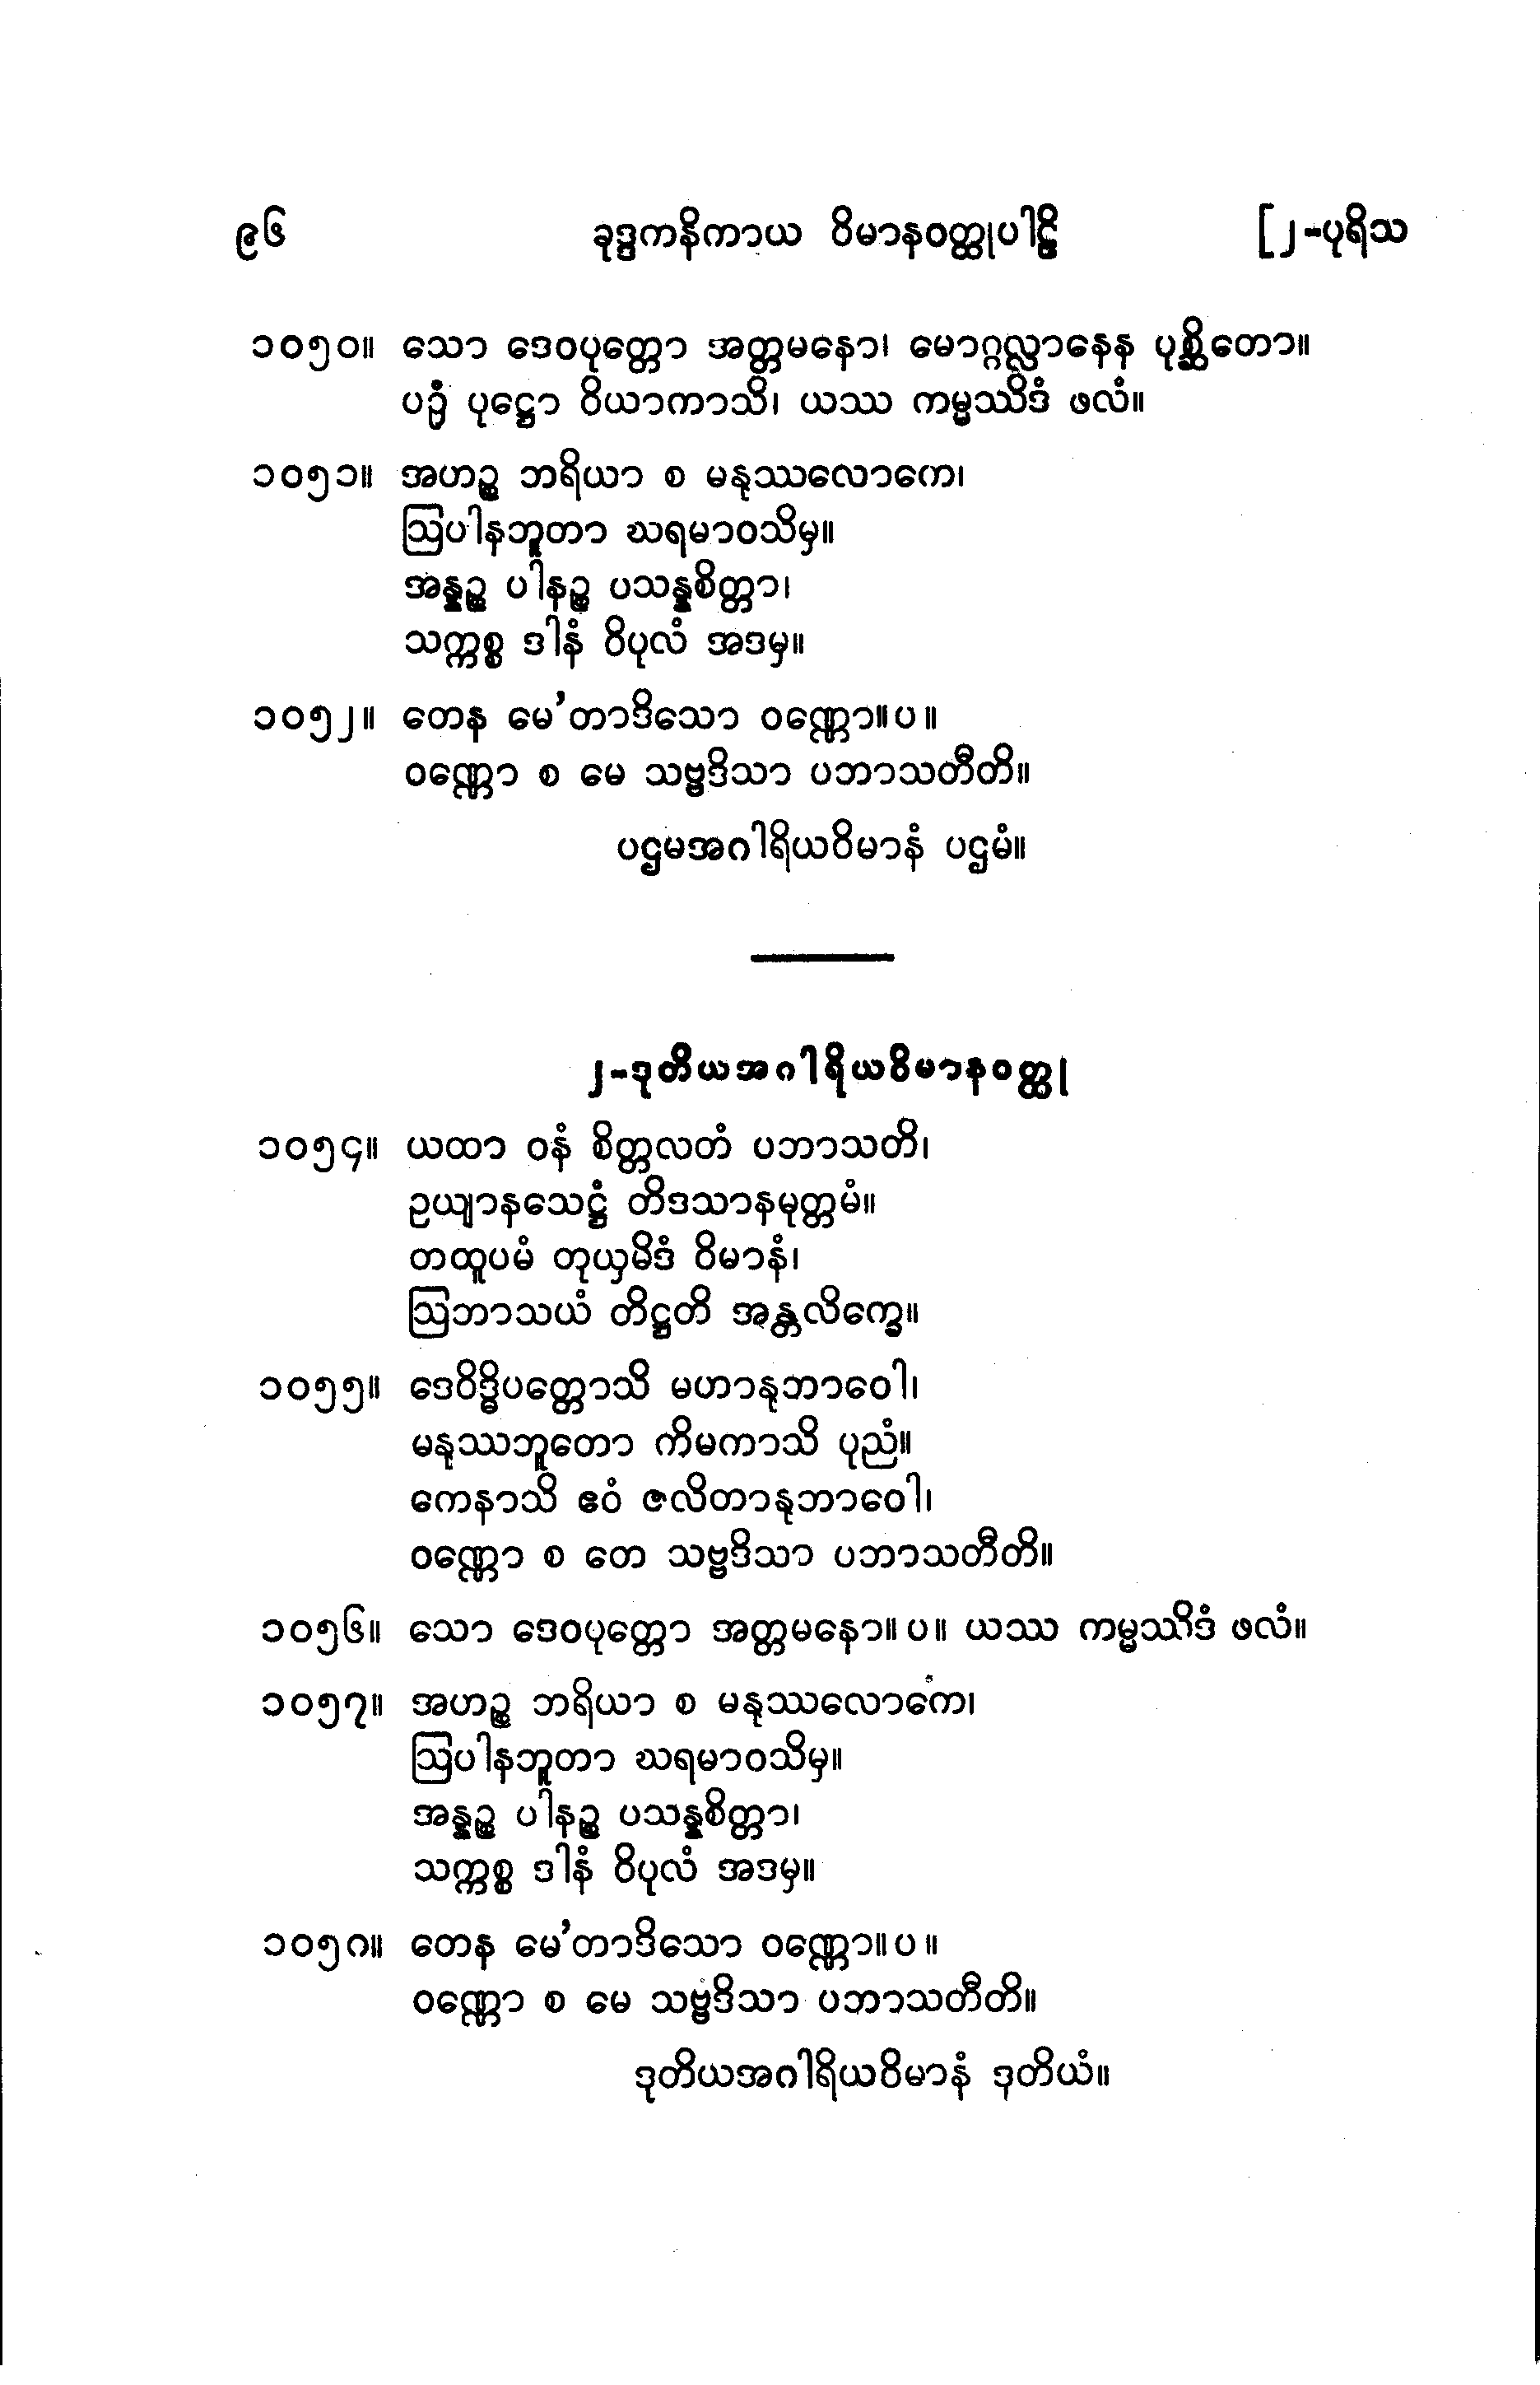 ၉၆ ခုဒ္ဒကနိကာယ ဝိမာနဝတ္ထုပါဠိ [၂-ပုရိသ
၁၀၅၀။ သော ဒေဝပုတ္တော အတ္တမနော၊ မောဂ္ဂလ္လာနေန ပုစ္ဆိတော။
ပဉှံ ပုဋ္ဌော ဝိယာကာသိ၊ ယဿ ကမ္မဿိဒံ ဖလံ။
၁၀၅၁။ အဟဉ္စ ဘရိယာ စ မနုဿလောကေ၊
ဩပါနဘူတာ ဃရမာဝသိမှ။
အန္နဉ္စ ပါနဉ္စ ပသန္နစိတ္တာ၊
သက္ကစ္စ ဒါနံ ဝိပုလံ အဒမှ။
၁၀၅၂။ တေန မေ'တာဒိသော ဝဏ္ဏော။ပ။
ဝဏ္ဏော စ မေ သဗ္ဗဒိသာ ပဘာသတီတိ။
ပဌမအဂါရိယဝိမာနံ ပဌမံ။
၂-ဒုတိယအဂါရိယဝိမာနဝတ္ထု
၁၀၅၄။ ယထာ ဝနံ စိတ္တလတံ ပဘာသတိ၊
ဥယျာနသေဋ္ဌံ တိဒသာနမုတ္တမံ။
တထူပမံ တုယှမိဒံ ဝိမာနံ၊
ဩဘာသယံ တိဋ္ဌတိ အန္တလိက္ခေ။
၁၀၅၅။ ဒေဝိဒ္ဓိပတ္တောသိ မဟာနုဘာဝေါ၊
မနုဿဘူတော ကိမကာသိ ပုညံ။
ကေနာသိ ဧဝံ ဇလိတာနုဘာဝေါ၊
ဝဏ္ဏော စ တေ သဗ္ဗဒိသာ ပဘာသတီတိ။
၁၀၅၆။ သော ဒေဝပုတ္တော အတ္တမနော။ပ။ ယဿ ကမ္မဿိဒံ ဖလံ။
၁၀၅၇။ အဟဉ္စ ဘရိယာ စ မနုဿလောကေ၊
ဩပါနဘူတာ ဃရမာဝသိမှ။
အန္နဉ္စ ပါနဉ္စ ပသန္နစိတ္တာ၊
သက္ကစ္စ ဒါနံ ဝိပုလံ အဒမှ။
၁၀၅၈။ တေန မေ'တာဒိသော ဝဏ္ဏော။ပ။
ဝဏ္ဏော စ မေ သဗ္ဗဒိသာ ပဘာသတီတိ။
ဒုတိယအဂါရိယဝိမာနံ ဒုတိယံ။